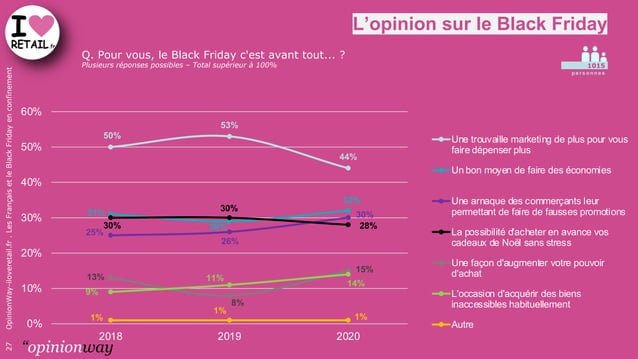 I
RETAIL.fr
L'opinion sur le Black Friday
Q. Pour vous, le Black Friday c'est avant tout... ?
Plusieurs réponses possibles – Total supérieur à 100%
1015
personnes
OpinionWay-iloveretail.fr . Les Français et le Black Friday en confinement
27
60%
50%
40%
30%
20%
10%
0%
50%
53%
44%
32%
30%
30%
30%
28%
25%
26%
13%
9%
11%
8%
15%
14%
1%
1%
1%
2018
2019
2020
Une trouvaille marketing de plus pour vous
faire dépenser plus
Un bon moyen de faire des économies
Une arnaque des commerçants leur
permettant de faire de fausses promotions
La possibilité d'acheter en avance vos
cadeaux de Noël sans stress
Une façon d'augmenter votre pouvoir
d'achat
L'occasion d'acquérir des biens
inaccessibles habituellement
Autre
"opinionway